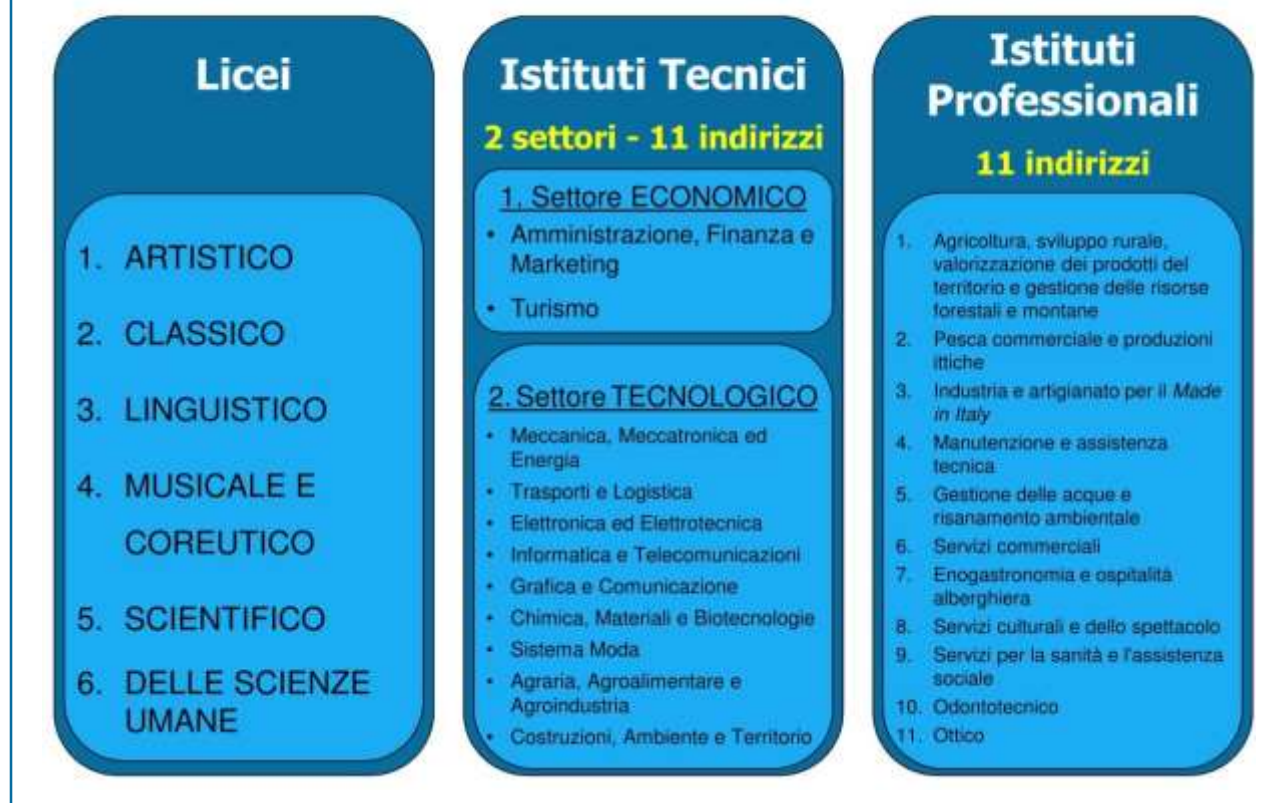 Licei
1. ARTISTICO
2. CLASSICO
3. LINGUISTICO
4. MUSICALE E
COREUTICO
5. SCIENTIFICO
6. DELLE SCIENZE
UMANE
Istituti Tecnici
2 settori - 11 indirizzi
1. Settore ECONOMICO
• Amministrazione, Finanza e
Marketing
• Turismo
2. Settore TECNOLOGICO
• Meccanica, Meccatronica ed
Energia
• Trasporti e Logistica
• Elettronica ed Elettrotecnica
• Informatica e Telecomunicazioni
• Grafica e Comunicazione
• Chimica, Materiali e Biotecnologie
• Sistema Moda
• Agraria, Agroalimentare e
Agroindustria
• Costruzioni, Ambiente e Territorio
Istituti
Professionali
11 indirizzi
1. Agricoltura, sviluppo rurale,
valorizzazione dei prodotti del
territorio e gestione delle risorse
forestali e montane
2. Pesca commerciale e produzioni
ittiche
3. Industria e artigianato per il Made
in Italy
4. Manutenzione e assistenza
tecnica
5. Gestione delle acque e
risanamento ambientale
6. Servizi commerciali
7. Enogastronomia e ospitalità
alberghiera
8. Servizi culturali e dello spettacolo
9. Servizi per la sanità e l'assistenza
sociale
10. Odontotecnico
11. Ottico